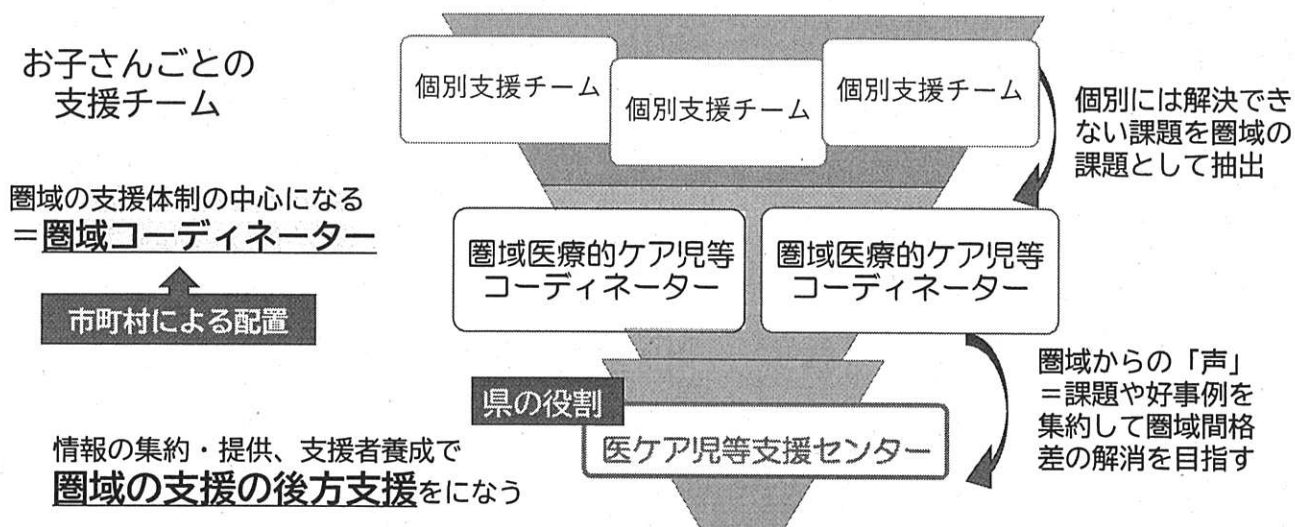 お子さんごとの
支援チーム
個別支援チーム
個別支援チーム
個別支援チーム
個別には解決でき
ない課題を圏域の
課題として抽出
圏域の支援体制の中心になる
＝圏域コーディネーター
市町村による配置
圏域医療的ケア児等
コーディネーター
圏域医療的ケア児等
コーディネーター
圏域からの「声」
＝課題や好事例を
集約して圏域間格
差の解消を目指す
県の役割
医ケア児等支援センター
情報の集約・提供、支援者養成で
圏域の支援の後方支援をになう